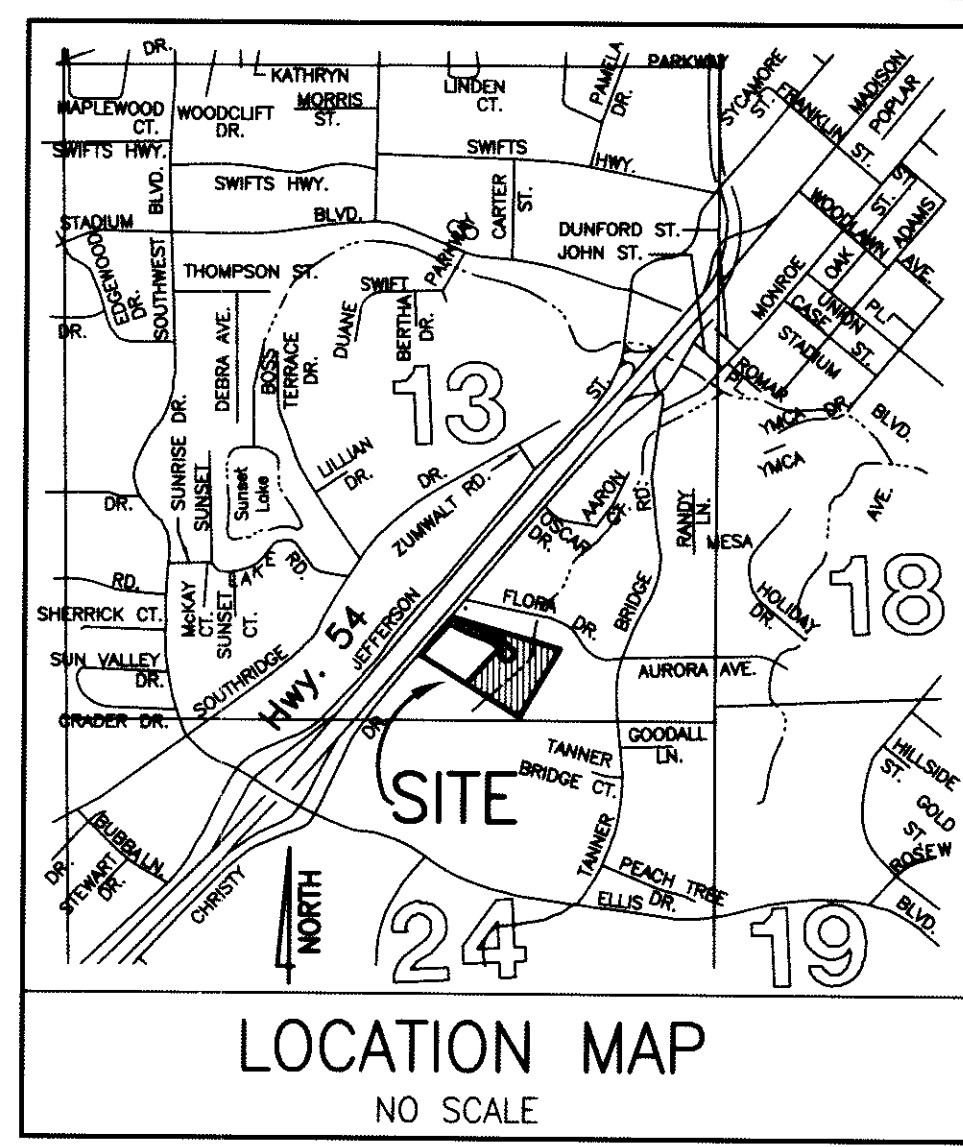 DR.
KATHRYN
MAPLEWOOD
CT.
WOODCLIFT
DR.
MORRIS
ST.
LINDEN
CT.
PAMELA
DR.
PARKWAY
SYCAMORE
ST.
FRANKLIN
ST.
MADISON
POPLAR
ST.
SWIFTS HWY.
SWIFTS HWY.
SWIFTS
HWY.
SOUTHWEST
BLVD.
STADIUM
BLVD.
CARTER
ST.
DUNFORD ST.
JOHN ST.
WOODLAWN
AVE.
ST.
ADAMS
EDGEWOOD
DR.
DR.
THOMPSON ST.
DEBRA AVE.
BOSS
TERRACE
DR.
DUANE
SWIFT
PARKWAY
BERTHA
DR.
MONROE
OAK
UNION
ST.
CASE
PL.
STADIUM
BLVD.
ROMAR
PL.
DR.
YMCA
YMCA
13
ST.
SUNRISE DR.
SUNSET
DR.
Sunset
Lake
LILLIAN
DR.
DR.
ZUMWALT RD.
AARON
CT.
OSCAR
DR.
RD.
RANDY
LN.
MESA
AVE.
HOLIDAY
DR.
18
LAKE
RD.
RD.
SHERRICK CT.
McKAY
CT.
SUNSET
CT.
SUN VALLEY
DR.
CRADER DR.
SOUTHRIDGE
Hwy. 54
JEFFERSON
FLORA
DR.
BRIDGE
AURORA AVE.
DR.
SITE
TANNER
BRIDGE CT.
GOODALL
LN.
HILLSIDE
ST.
GOLD
ST.
ROSEW
BLVD.
BUBBA LN.
STEWART
DR.
DR.
CHRISTY
NORTH
TANNER
PEACH TREE
DR.
ELLIS
24
19
LOCATION MAP
NO SCALE